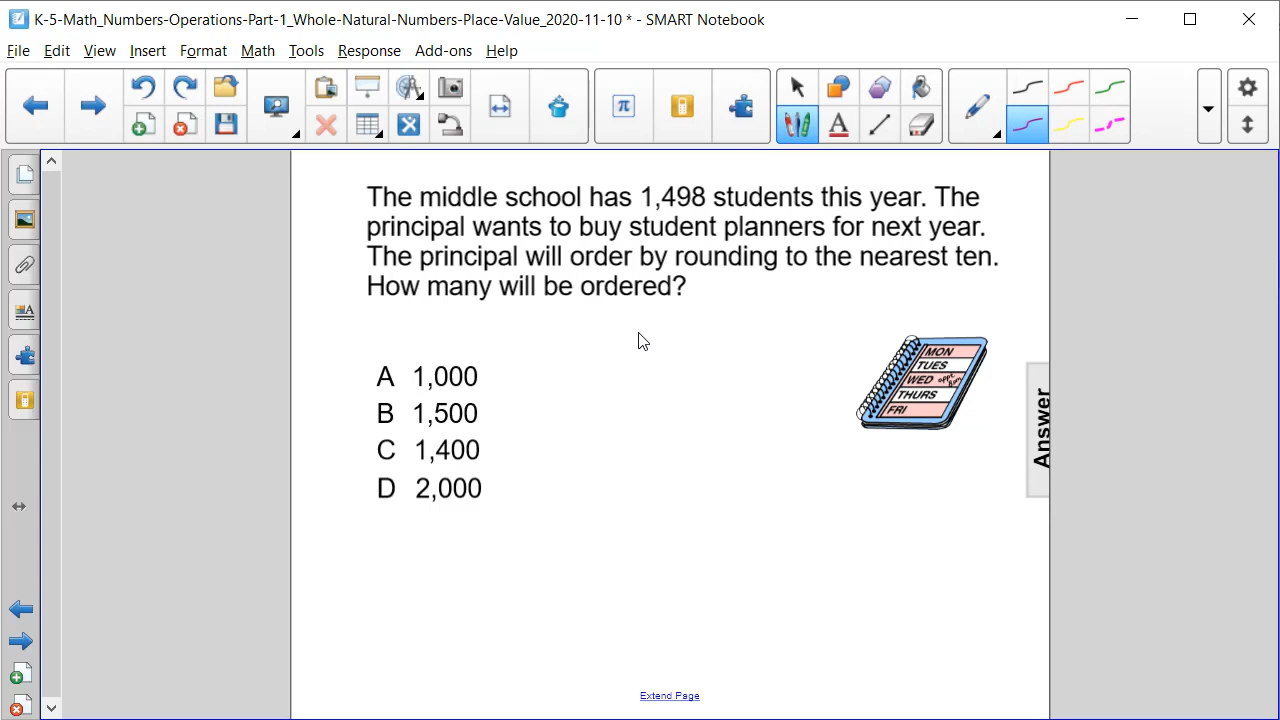 K-5-Math_Numbers-Operations-Part-1_Whole-Natural-Numbers-Place-Value_2020-11-10 * - SMART Notebook
File Edit View Insert Format Math Tools Response Add-ons Help
The middle school has 1,498 students this year. The
principal wants to buy student planners for next year.
The principal will order by rounding to the nearest ten.
How many will be ordered?
A 1,000
B 1,500
C 1,400
D 2,000
MON
TUES
WED appt 8am
THURS
FRI
Answer
Extend Page